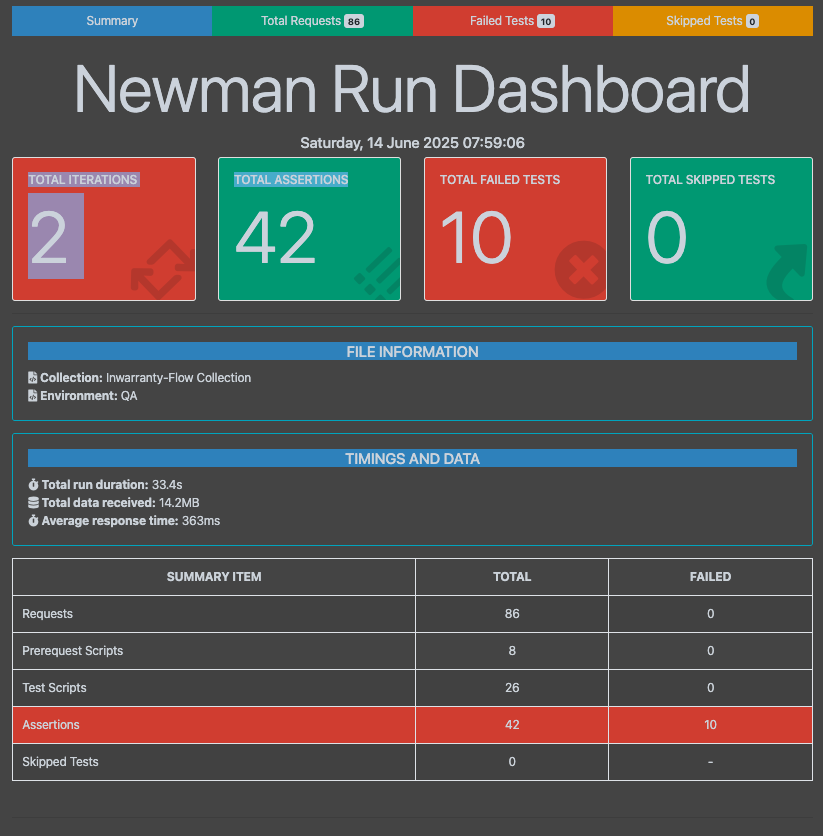 Summary Total Requests 86 Failed Tests 10 Skipped Tests 0
Newman Run Dashboard
Saturday, 14 June 2025 07:59:06
TOTAL ITERATIONS TOTAL ASSERTIONS TOTAL FAILED TESTS TOTAL SKIPPED TESTS
2 42 10 0
FILE INFORMATION
Collection: Inwarranty-Flow Collection
Environment: QA
TIMINGS AND DATA
Total run duration: 33.4s
Total data received: 14.2MB
Average response time: 363ms
SUMMARY ITEM TOTAL FAILED
Requests 86 0
Prerequest Scripts 8 0
Test Scripts 26 0
Assertions 42 10
Skipped Tests 0 -